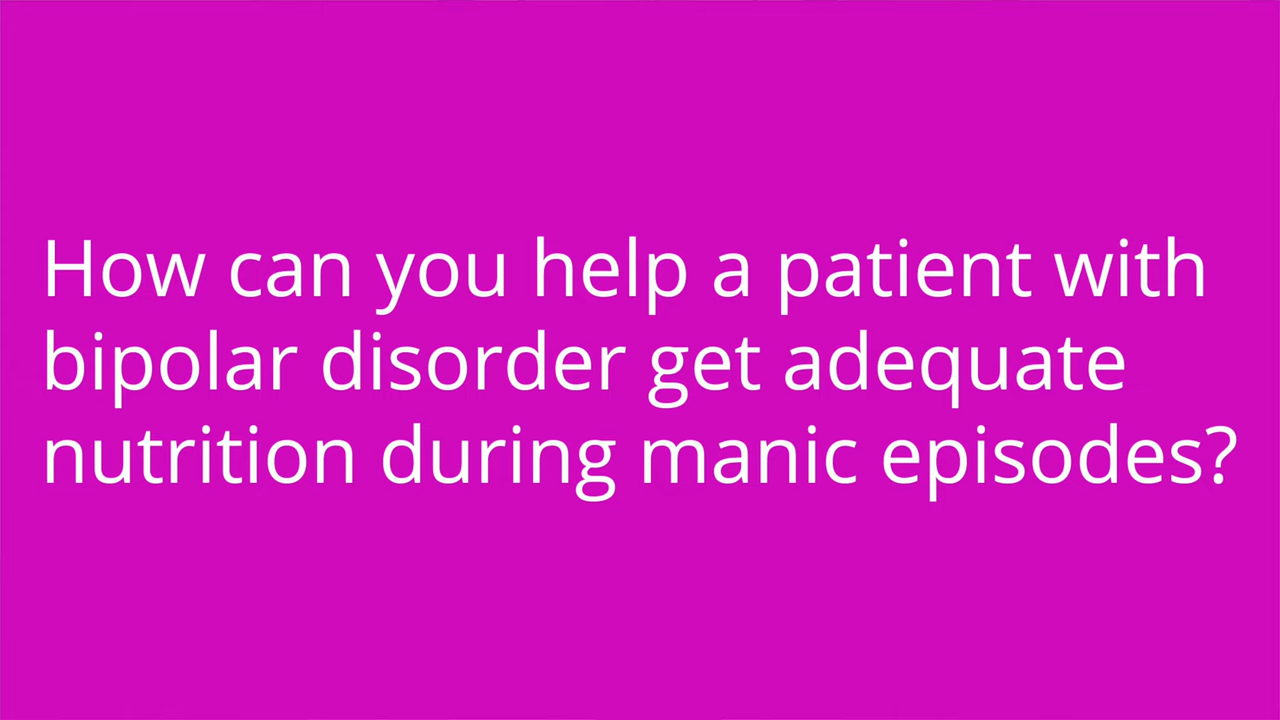 How can you help a patient with
bipolar disorder get adequate
nutrition during manic episodes?